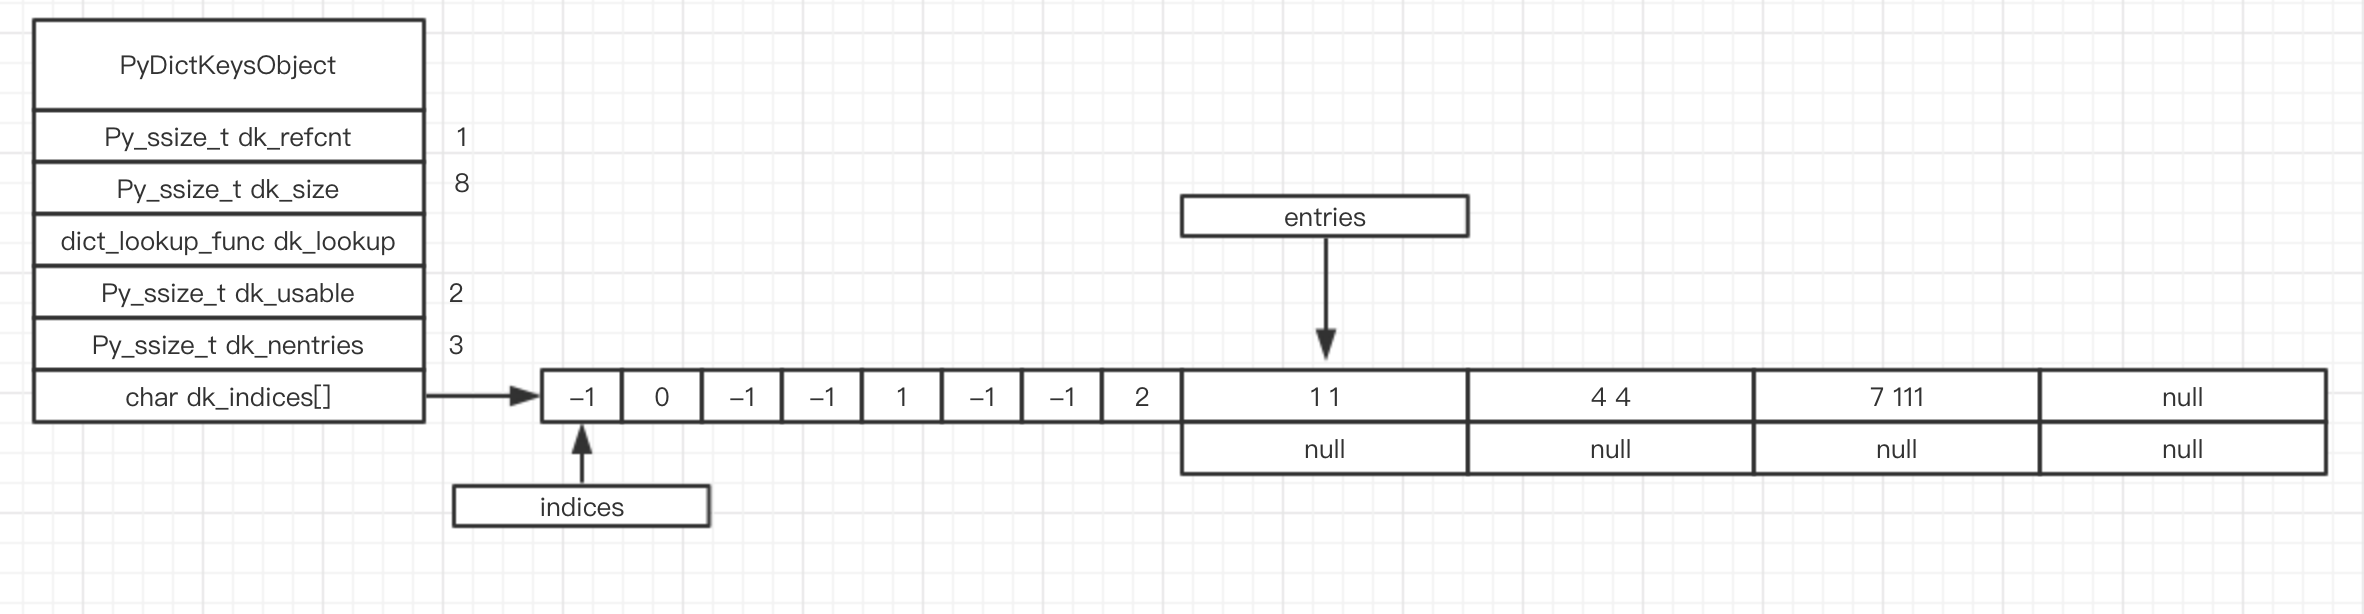 PyDictKeysObject
Py_ssize_t dk_refcnt 1
Py_ssize_t dk_size 8
dict_lookup_func dk_lookup
entries
Py_ssize_t dk_usable 2
Py_ssize_t dk_nentries 3
char dk_indices[] –1 0 –1 –1 1 –1 –1 2 1 1 4 4 7 111 null
null null null null
indices